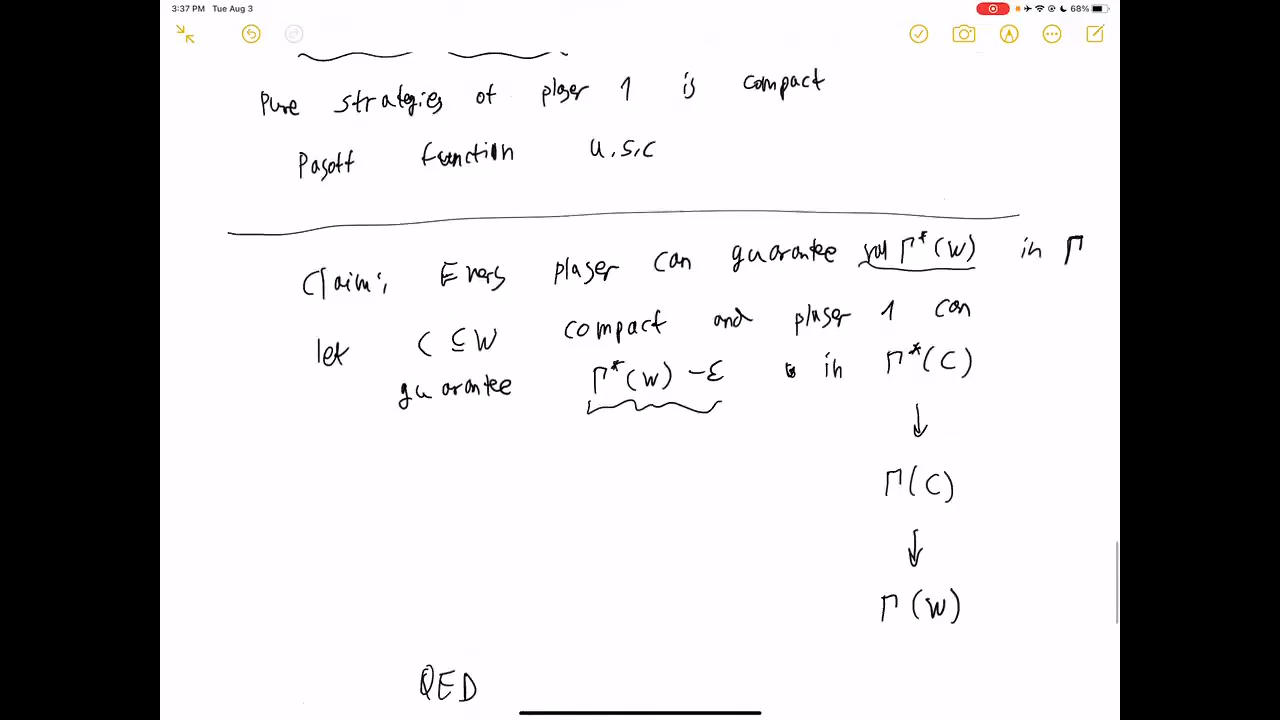 3:37 PM Tue Aug 3 68%
Pure strategies of player 1 is compact
Payoff function u.s.c
Claim: Every player can guarantee val Γ*(W) in Γ
let C ⊆ W compact and player 1 can
guarantee Γ*(W) - ε in Γ*(C)
↓
Γ(C)
↓
Γ(W)
QED